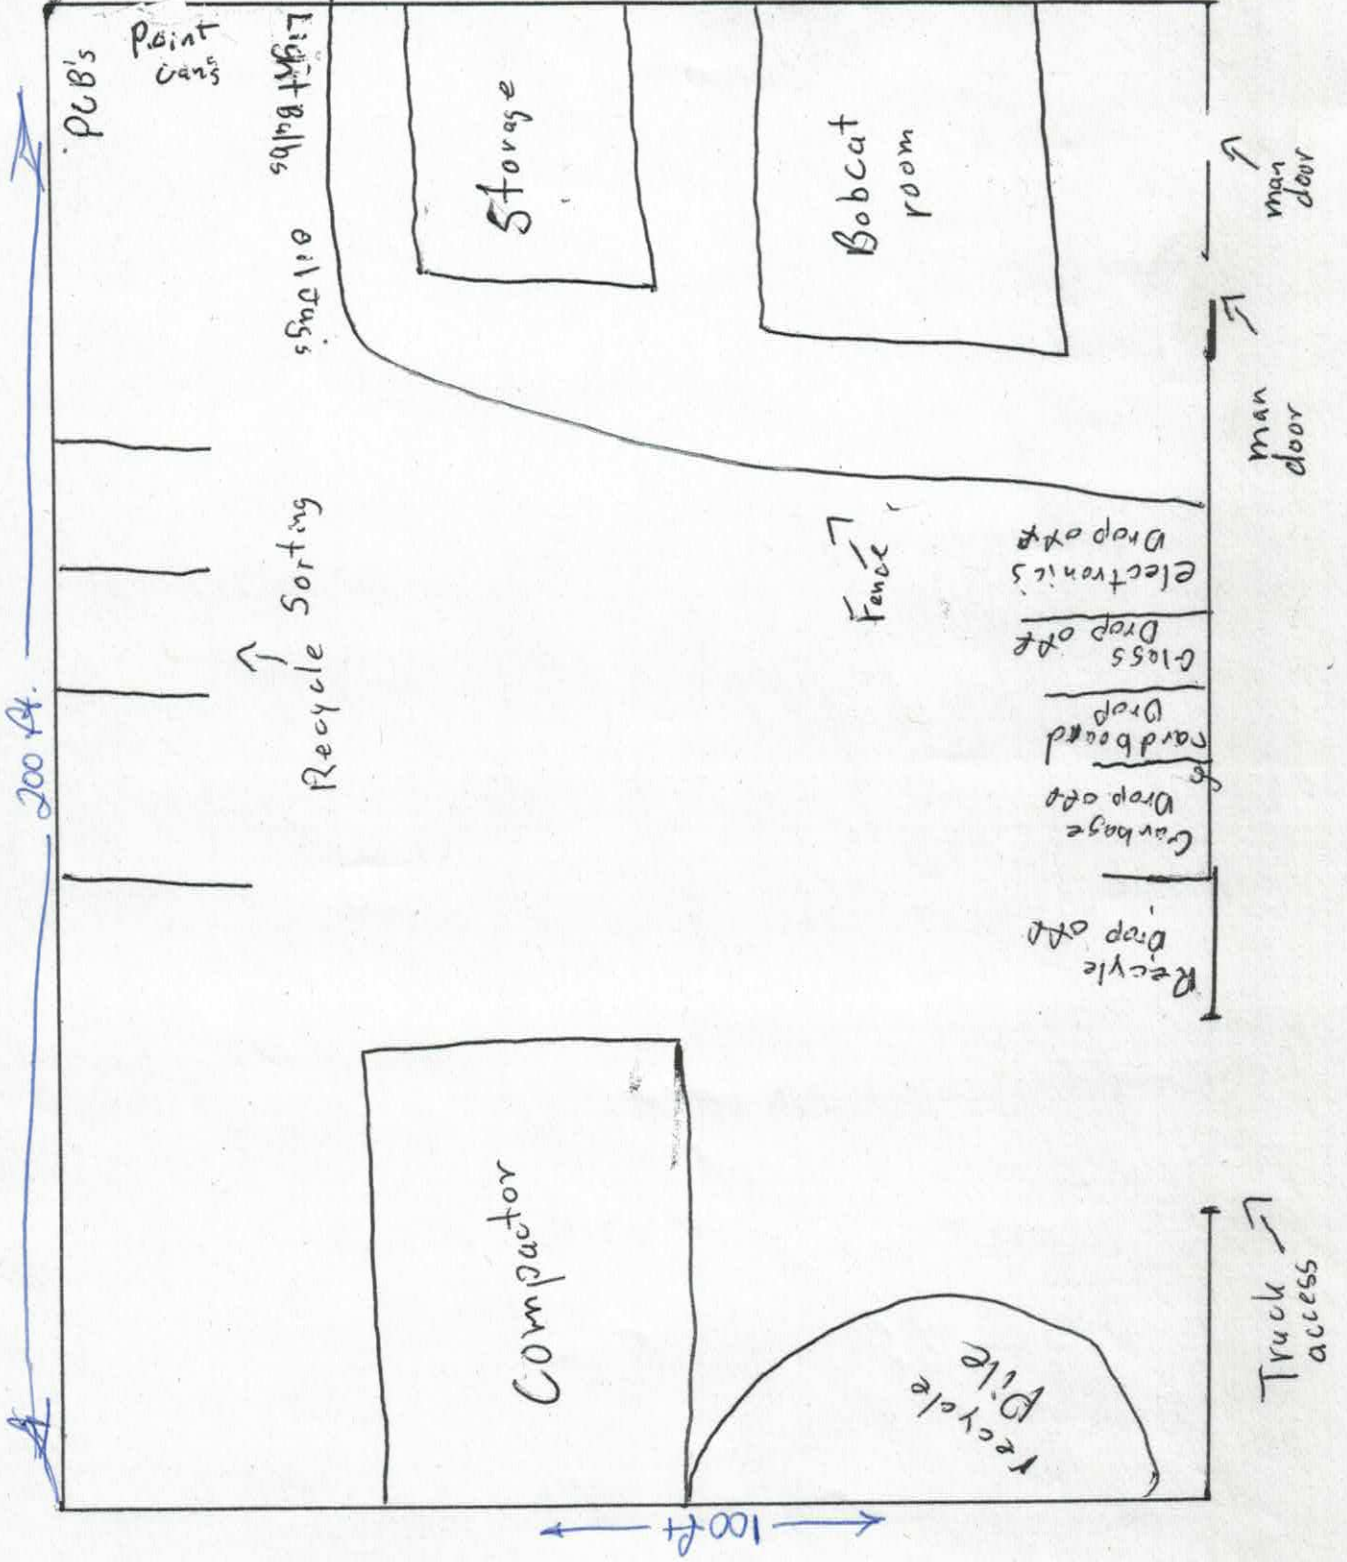 PCB's
Paint
cans
Light Bulbs
oil Jugs
Storage
Bobcat
room
man
door
man
door
200 ft.
Recycle Sorting
Fence
electronics
Drop off
Glass
Drop off
cardboard
Drop
Garbage
Drop off
Recyle
Drop off
Compactor
recycle
pile
Truck
access
100 ft